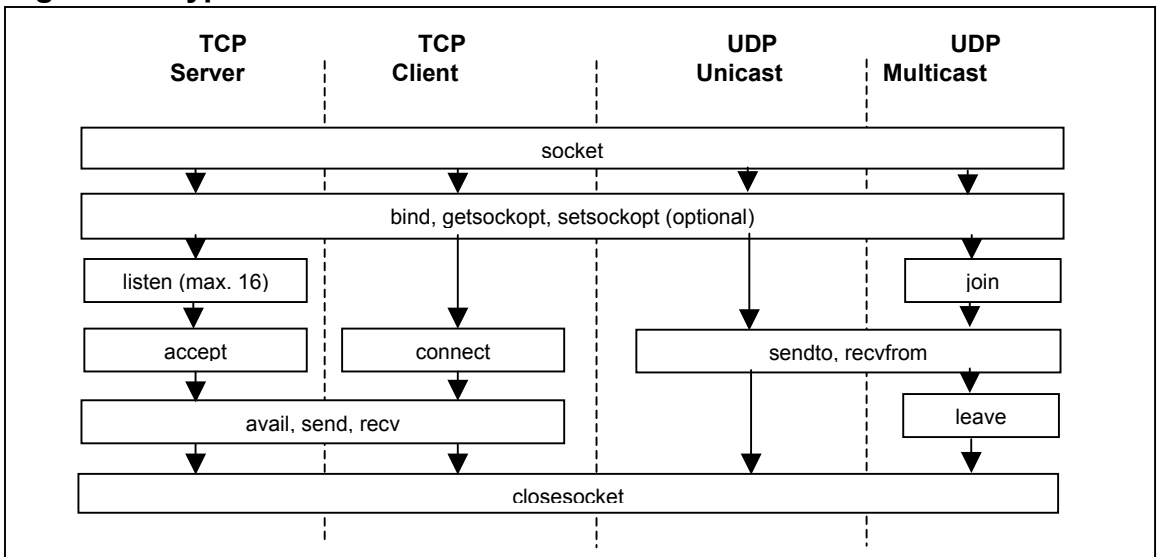 TCP Server
TCP Client
UDP Unicast
UDP Multicast
socket
bind, getsockopt, setsockopt (optional)
listen (max. 16)
join
accept
connect
sendto, recvfrom
avail, send, recv
leave
closesocket